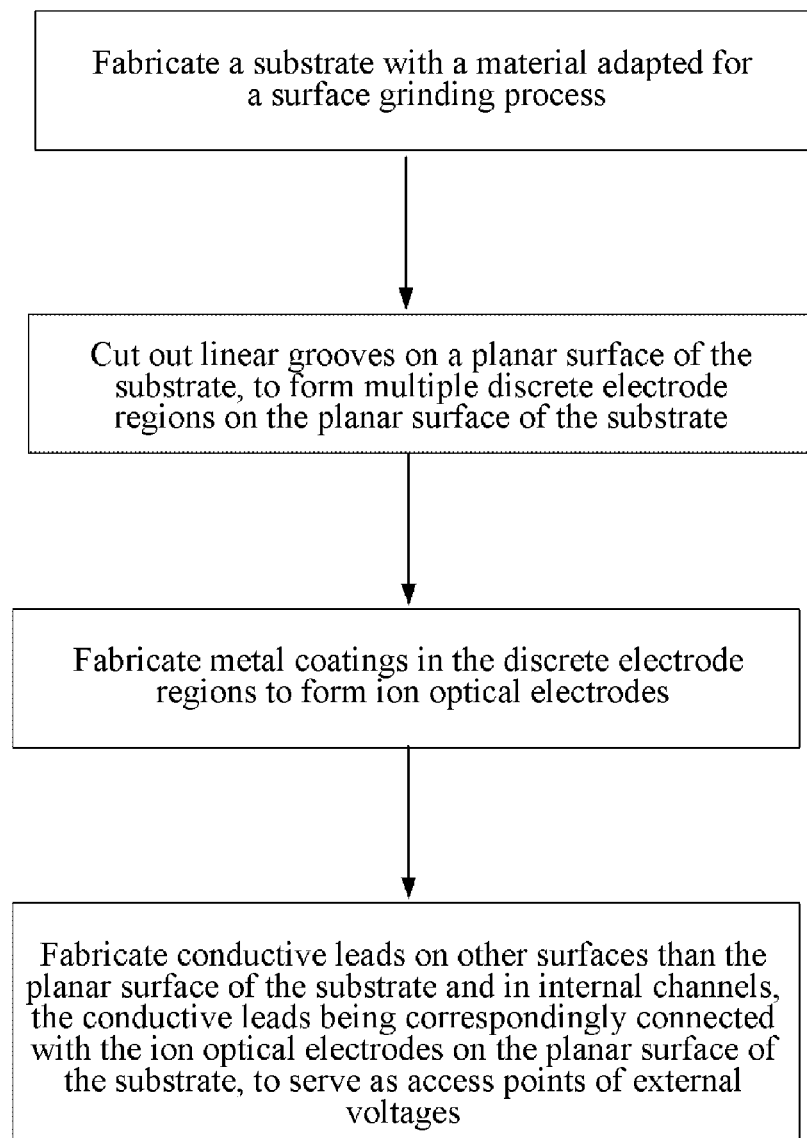 Fabricate a substrate with a material adapted for
a surface grinding process
Cut out linear grooves on a planar surface of the
substrate, to form multiple discrete electrode
regions on the planar surface of the substrate
Fabricate metal coatings in the discrete electrode
regions to form ion optical electrodes
Fabricate conductive leads on other surfaces than the
planar surface of the substrate and in internal channels,
the conductive leads being correspondingly connected
with the ion optical electrodes on the planar surface of
the substrate, to serve as access points of external
voltages